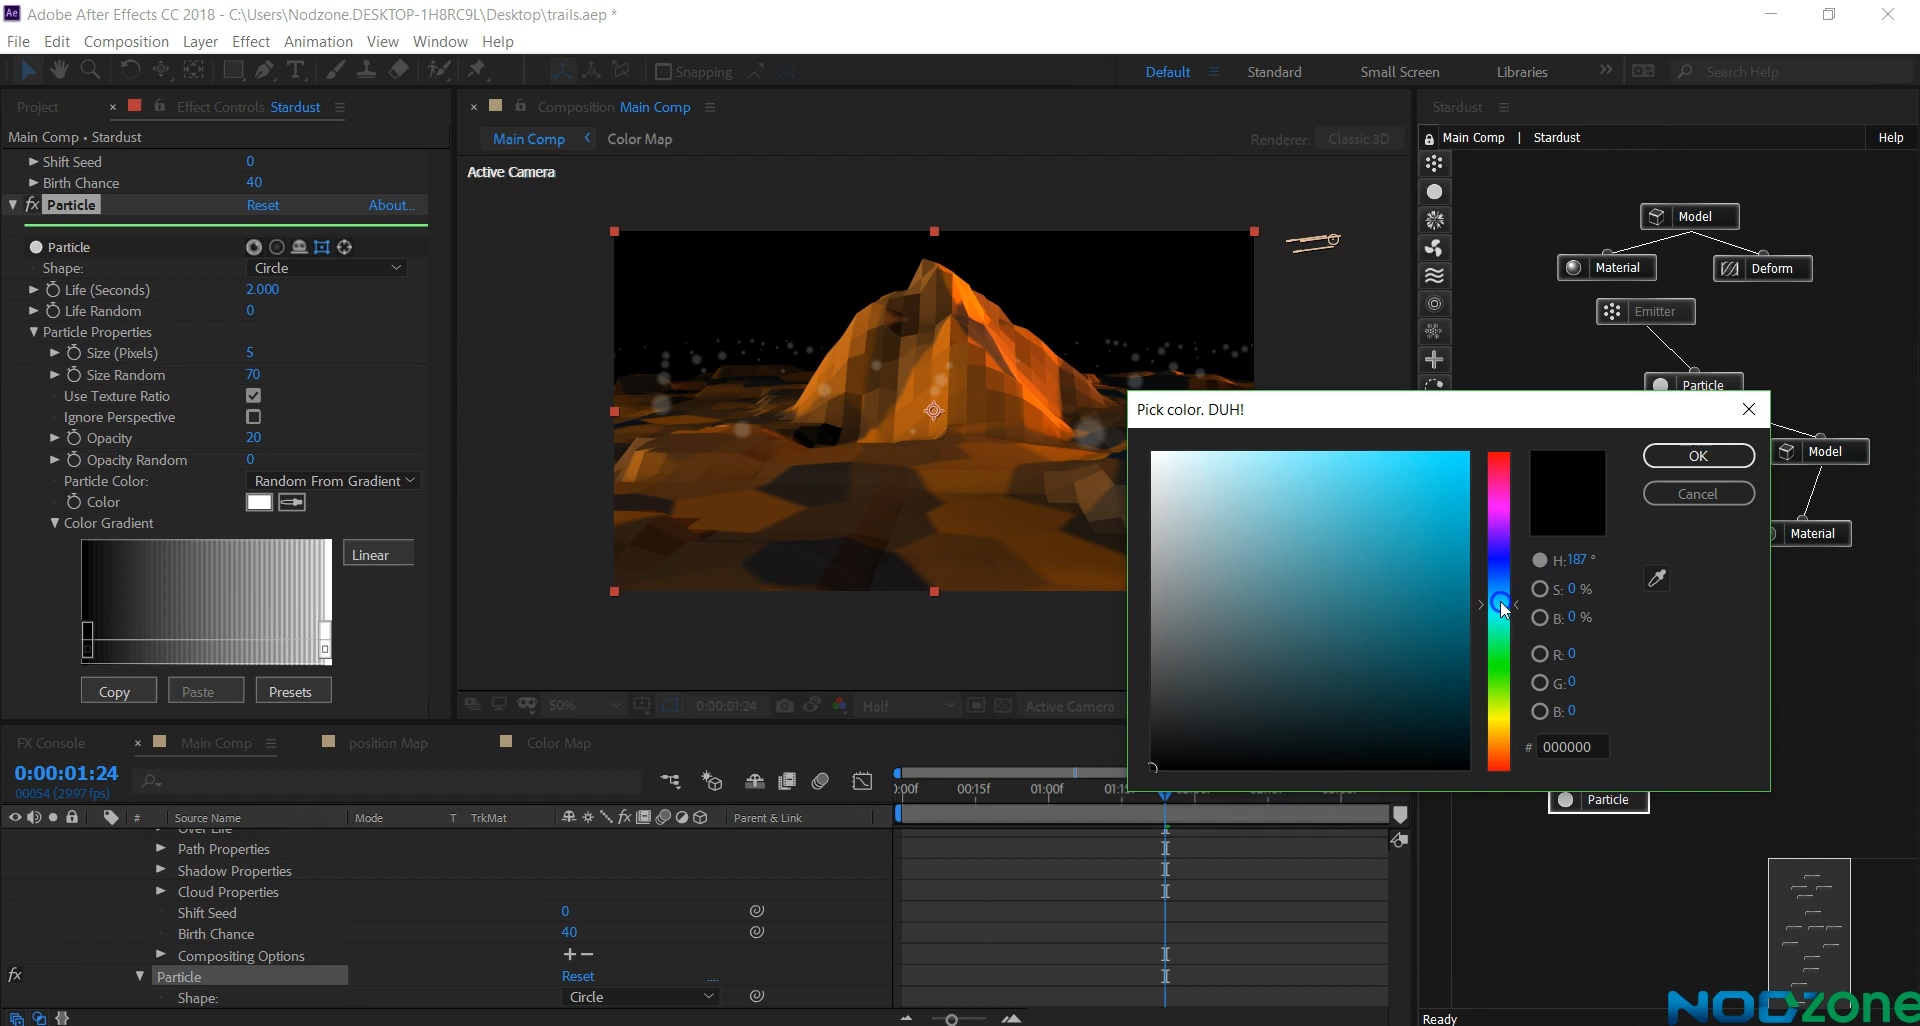 Adobe After Effects CC 2018 - C:\Users\Nodzone.DESKTOP-1H8RC9L\Desktop\trails.aep *
File Edit Composition Layer Effect Animation View Window Help
Snapping Default Standard Small Screen Libraries Search Help
Project Effect Controls Stardust
Composition Main Comp
Stardust
Main Comp • Stardust
Main Comp Color Map Renderer: Classic 3D
Main Comp | Stardust Help
Active Camera
Shift Seed 0
Birth Chance 40
fx Particle Reset About...
Particle
Shape: Circle
Life (Seconds) 2.000
Life Random 0
Particle Properties
Size (Pixels) 5
Size Random 70
Use Texture Ratio
Ignore Perspective
Opacity 20
Opacity Random 0
Particle Color: Random From Gradient
Color
Color Gradient
Linear
Copy Paste Presets
Model
Material Deform
Emitter
Particle
Model
Material
Particle
Pick color. DUH!
OK
Cancel
H: 187 °
S: 0 %
B: 0 %
R: 0
G: 0
B: 0
# 000000
50% 0:00:01:24 Half Active Camera
FX Console Main Comp position Map Color Map
0:00:01:24
00054 (29.97 fps)
00:15f 01:00f
# Source Name Mode T TrkMat fx Parent & Link
Over Life
Path Properties
Shadow Properties
Cloud Properties
Shift Seed 0
Birth Chance 40
Compositing Options
fx Particle Reset ....
Shape: Circle
Ready
NODzone